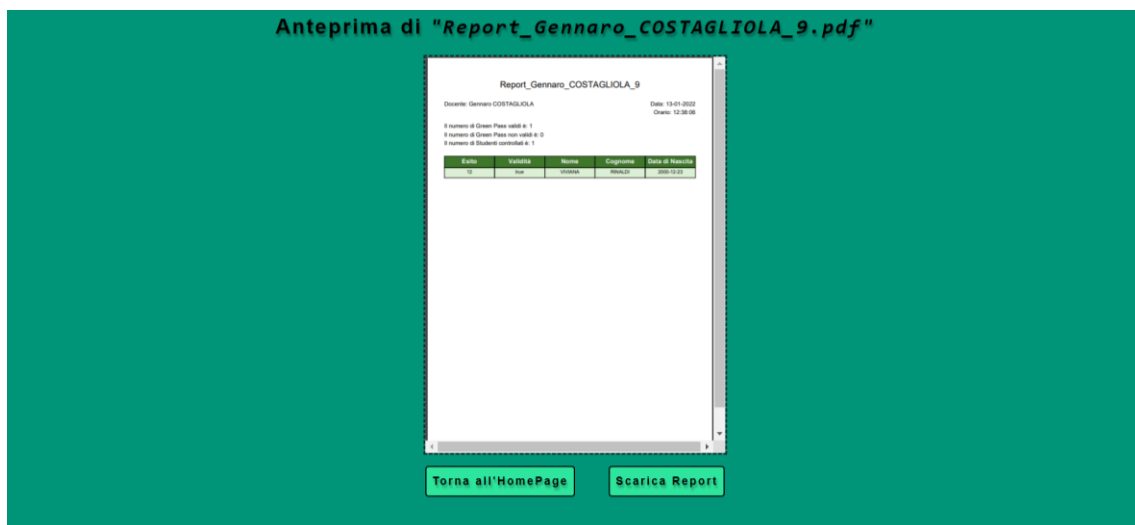 Anteprima di "Report_Gennaro_COSTAGLIOLA_9.pdf"
Report_Gennaro_COSTAGLIOLA_9
Docente: Gennaro COSTAGLIOLA Data: 13-01-2022
Orario: 12:38:06
Il numero di Green Pass validi è: 1
Il numero di Green Pass non validi è: 0
Il numero di Studenti controllati è: 1
Esito Validità Nome Cognome Data di Nascita
12 true VIVIANA RINALDI 2000-12-23
Torna all'HomePage Scarica Report